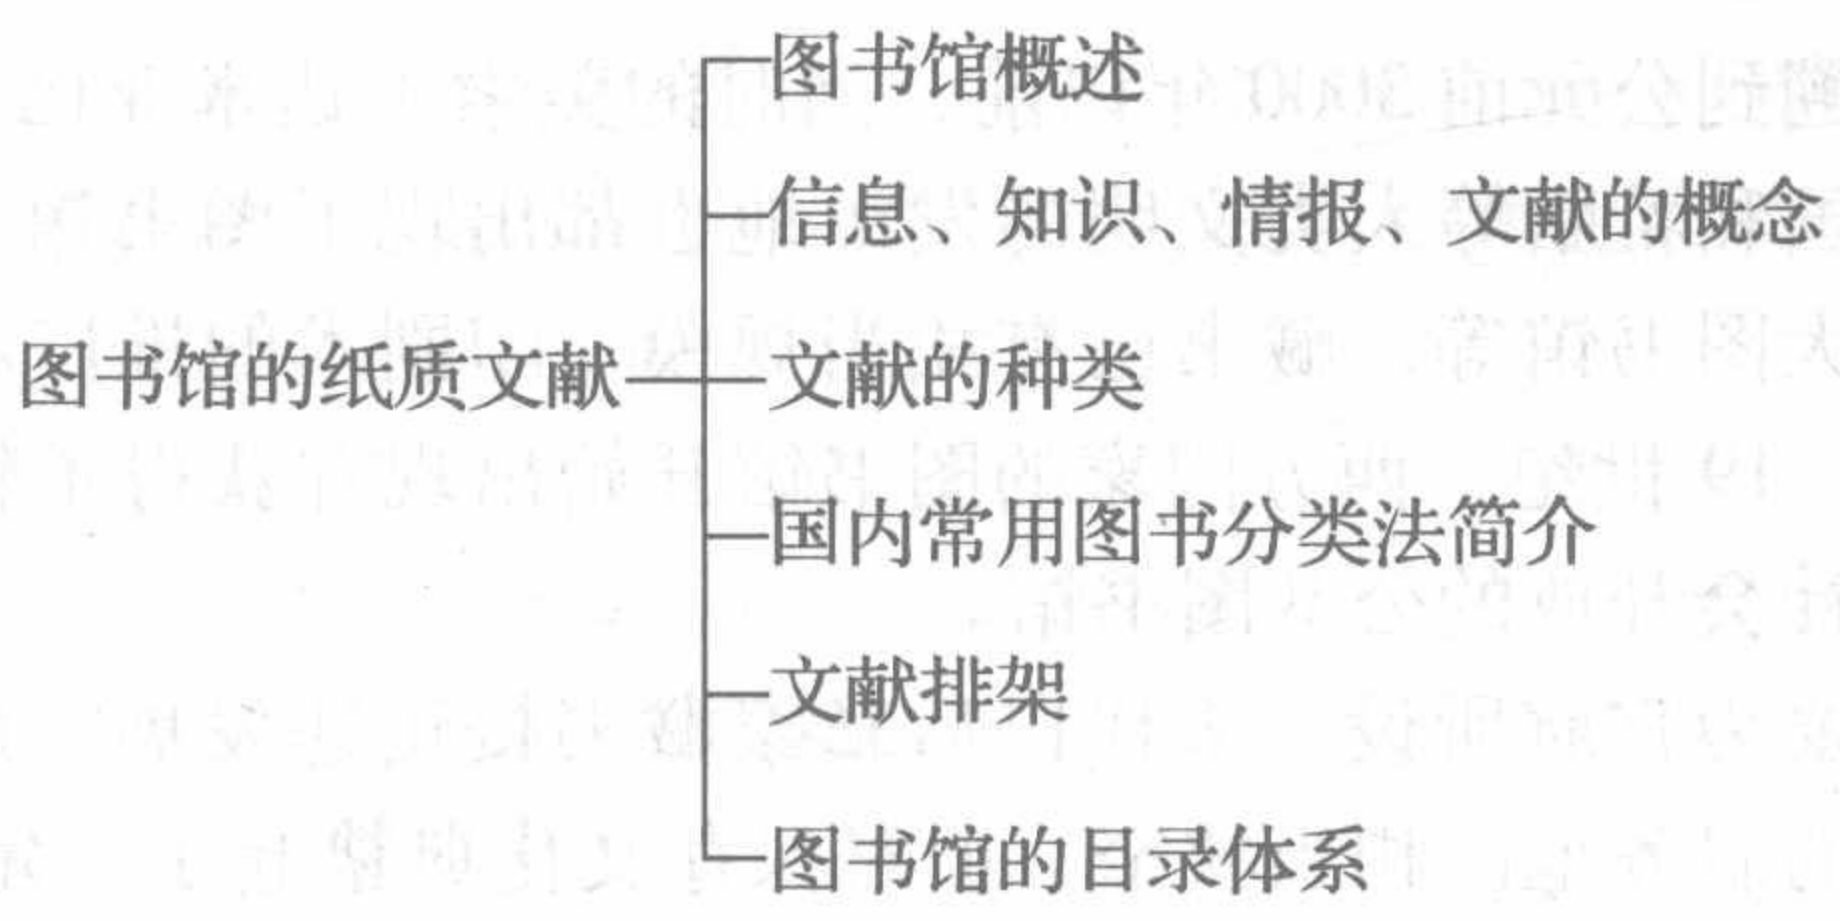 图书馆概述
信息、知识、情报、文献的概念
图书馆的纸质文献
文献的种类
国内常用图书分类法简介
文献排架
图书馆的目录体系